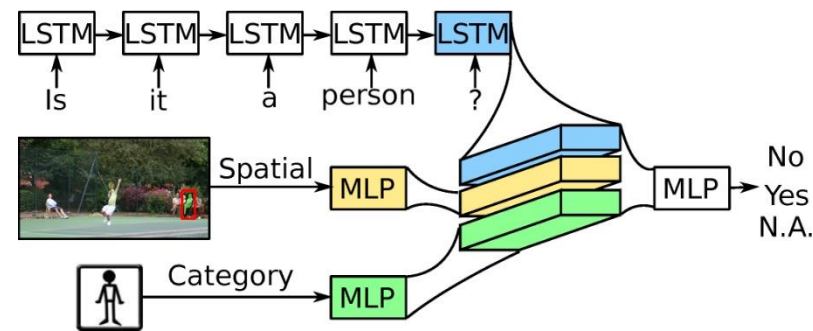 LSTM LSTM LSTM LSTM LSTM
Is it a person ?
Spatial
MLP
MLP
No
Yes
N.A.
Category
MLP